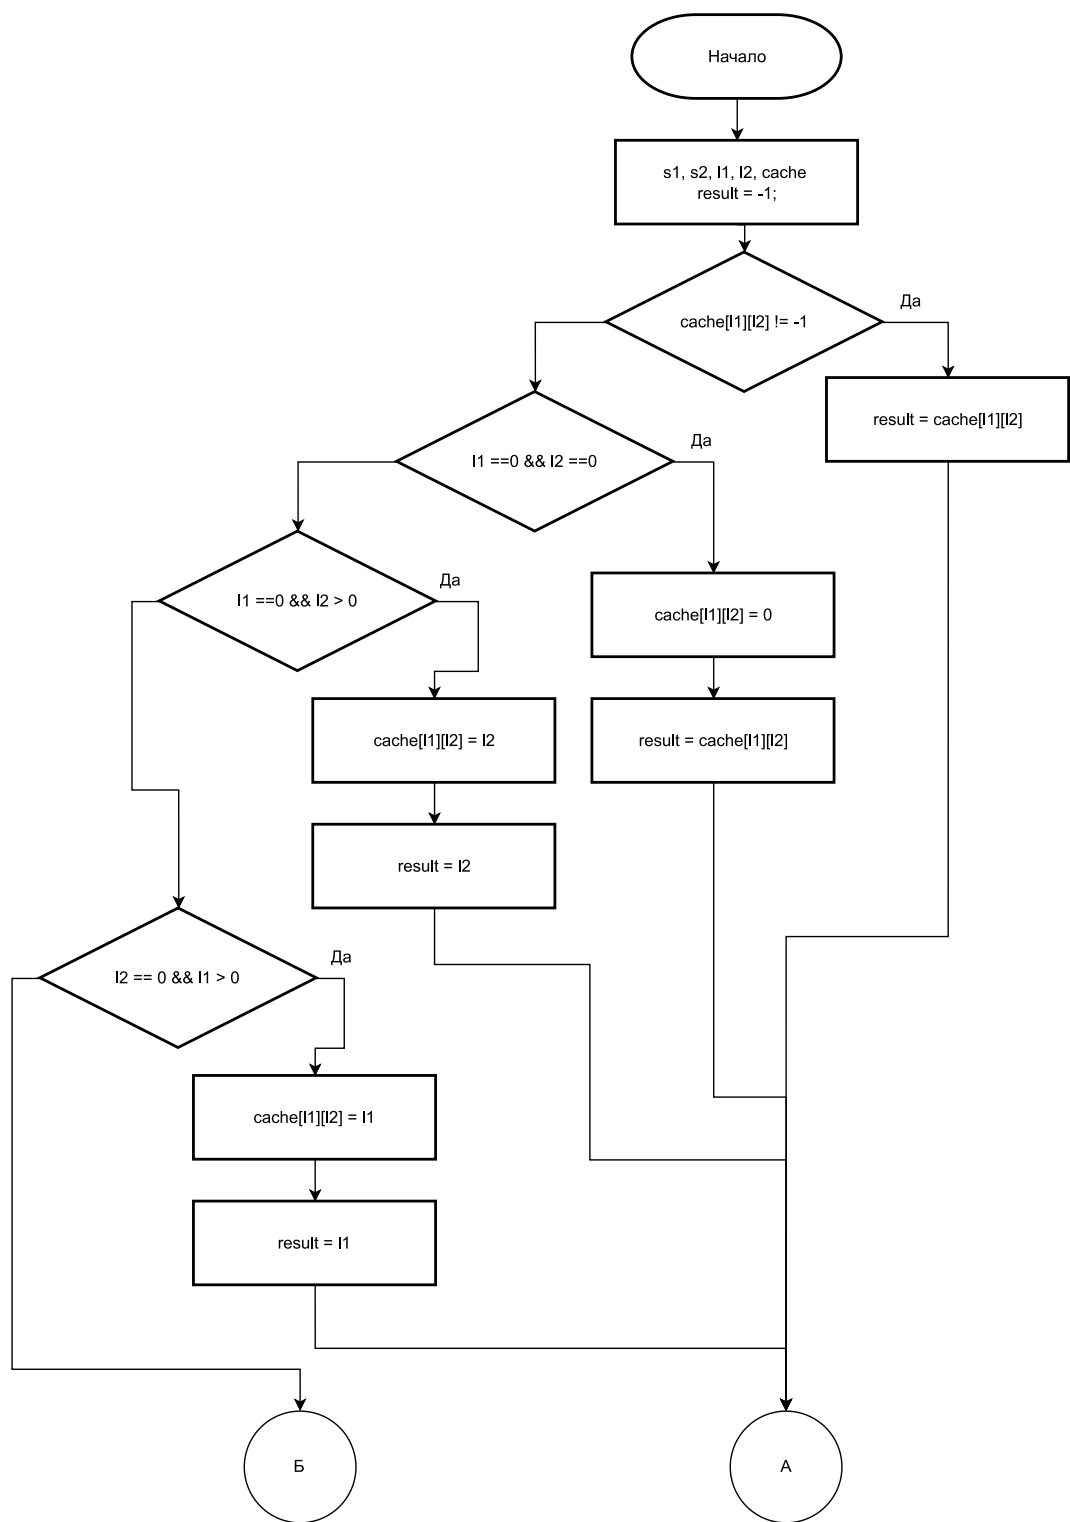 Начало
s1, s2, l1, l2, cache
result = -1;
cache[l1][l2] != -1
Да
result = cache[l1][l2]
l1 ==0 && l2 ==0
Да
l1 ==0 && l2 > 0
Да
cache[l1][l2] = 0
cache[l1][l2] = l2
result = cache[l1][l2]
result = l2
l2 == 0 && l1 > 0
Да
cache[l1][l2] = l1
result = l1
Б
А